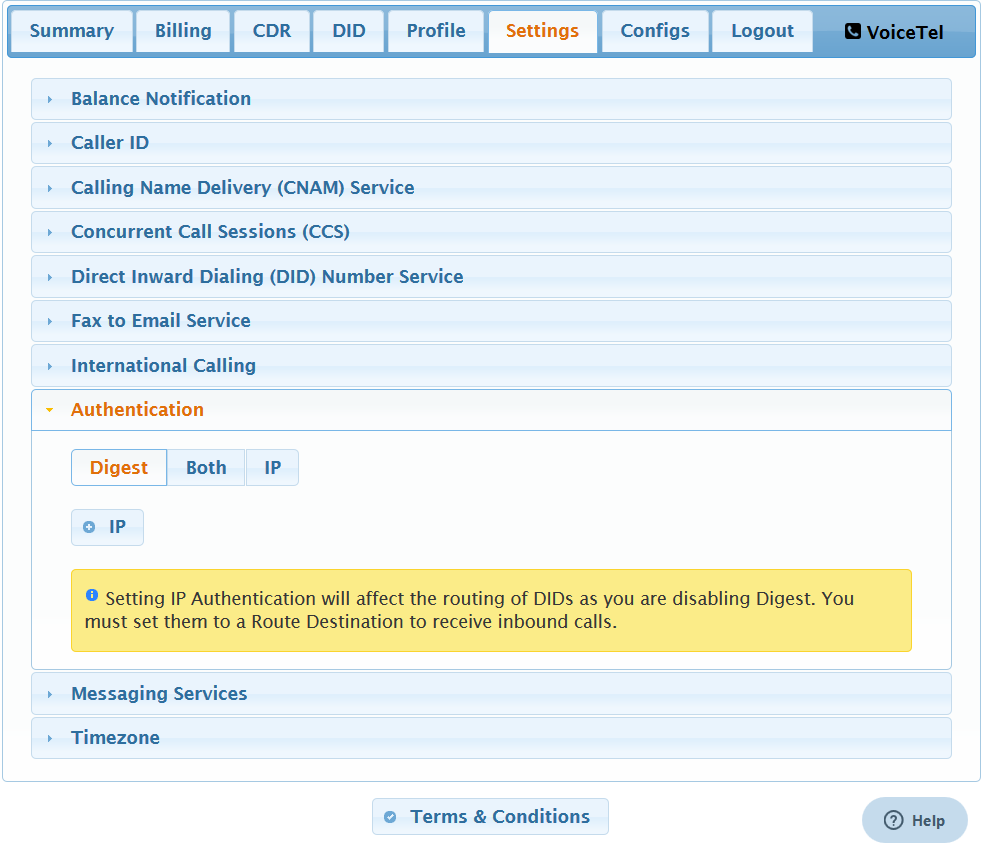 Summary Billing CDR DID Profile Settings Configs Logout VoiceTel
Balance Notification
Caller ID
Calling Name Delivery (CNAM) Service
Concurrent Call Sessions (CCS)
Direct Inward Dialing (DID) Number Service
Fax to Email Service
International Calling
Authentication
Digest Both IP
IP
Setting IP Authentication will affect the routing of DIDs as you are disabling Digest. You
must set them to a Route Destination to receive inbound calls.
Messaging Services
Timezone
Terms & Conditions
Help